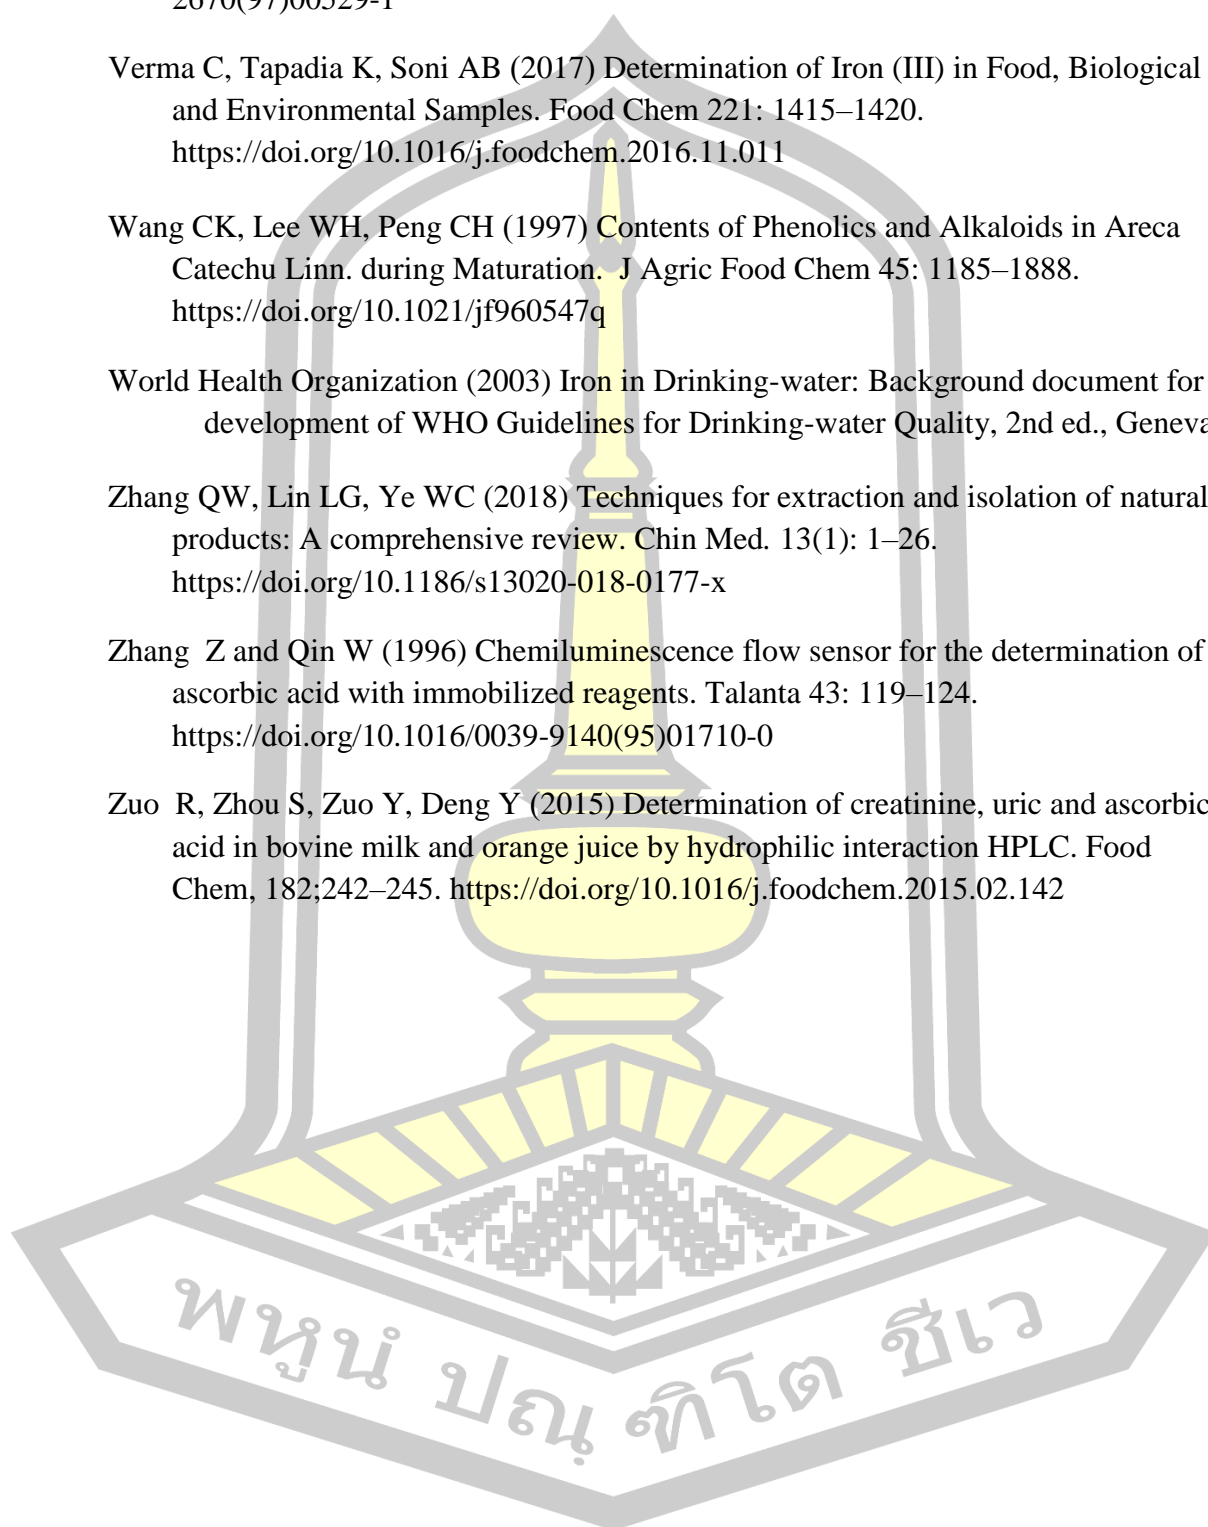 2670(97)00529-1
Verma C, Tapadia K, Soni AB (2017) Determination of Iron (III) in Food, Biological
and Environmental Samples. Food Chem 221: 1415–1420.
https://doi.org/10.1016/j.foodchem.2016.11.011
Wang CK, Lee WH, Peng CH (1997) Contents of Phenolics and Alkaloids in Areca
Catechu Linn. during Maturation. J Agric Food Chem 45: 1185–1888.
https://doi.org/10.1021/jf960547q
World Health Organization (2003) Iron in Drinking-water: Background document for
development of WHO Guidelines for Drinking-water Quality, 2nd ed., Geneva
Zhang QW, Lin LG, Ye WC (2018) Techniques for extraction and isolation of natural
products: A comprehensive review. Chin Med. 13(1): 1–26.
https://doi.org/10.1186/s13020-018-0177-x
Zhang Z and Qin W (1996) Chemiluminescence flow sensor for the determination of
ascorbic acid with immobilized reagents. Talanta 43: 119–124.
https://doi.org/10.1016/0039-9140(95)01710-0
Zuo R, Zhou S, Zuo Y, Deng Y (2015) Determination of creatinine, uric and ascorbic
acid in bovine milk and orange juice by hydrophilic interaction HPLC. Food
Chem, 182;242–245. https://doi.org/10.1016/j.foodchem.2015.02.142
พหูนํ ปณฺฑิโต ชีเว